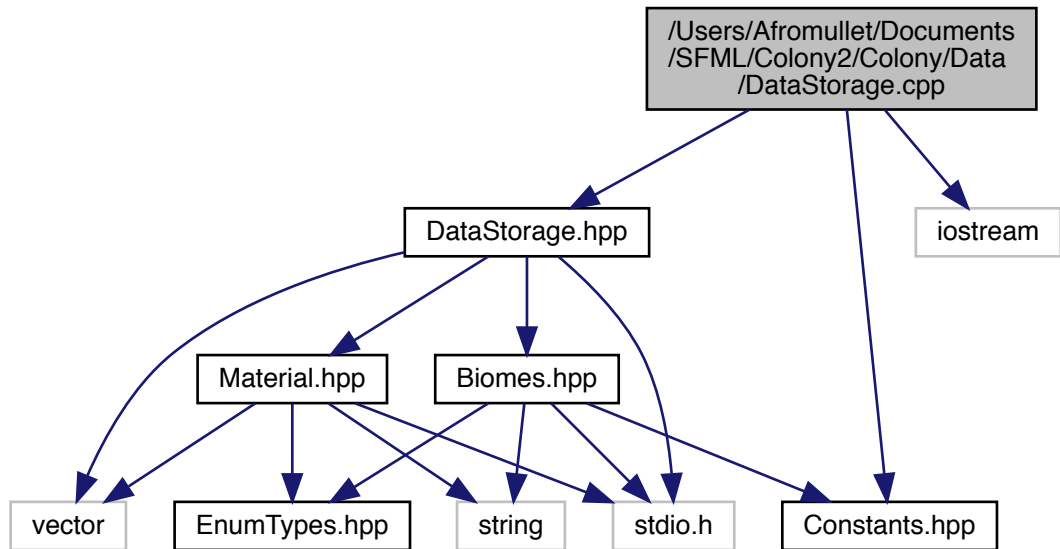 /Users/Afromullet/Documents
/SFML/Colony2/Colony/Data
/DataStorage.cpp
DataStorage.hpp
iostream
Material.hpp
Biomes.hpp
vector
EnumTypes.hpp
string
stdio.h
Constants.hpp